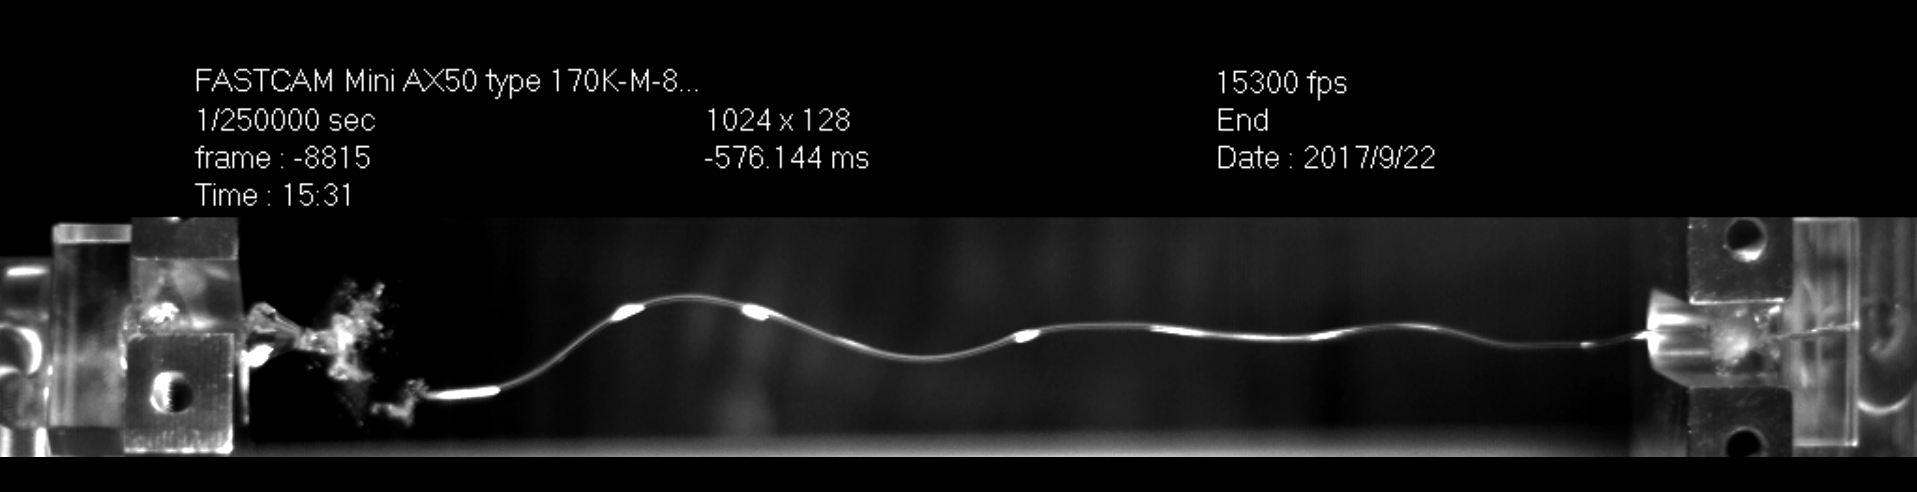 FASTCAM Mini AX50 type 170K-M-8... 15300 fps
1/250000 sec 1024 x 128 End
frame : -8815 -576.144 ms Date : 2017/9/22
Time : 15:31